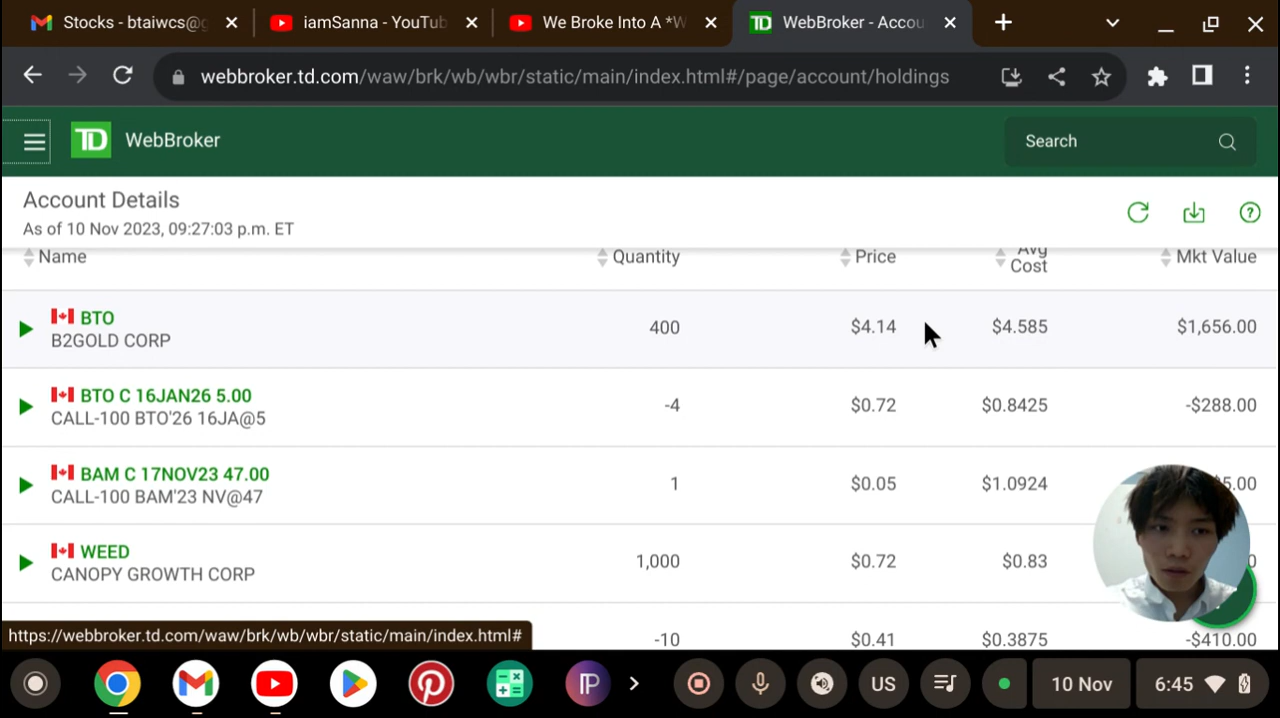 Stocks - btaiwcs@g
iamSanna - YouTub
We Broke Into A *W
TD WebBroker - Accou
webbroker.td.com/waw/brk/wb/wbr/static/main/index.html#/page/account/holdings
TD WebBroker
Search
Account Details
As of 10 Nov 2023, 09:27:03 p.m. ET
Name Quantity Price Avg Cost Mkt Value
BTO 400 $4.14 $4.585 $1,656.00
B2GOLD CORP
BTO C 16JAN26 5.00 -4 $0.72 $0.8425 -$288.00
CALL-100 BTO'26 16JA@5
BAM C 17NOV23 47.00 1 $0.05 $1.0924 5.00
CALL-100 BAM'23 NV@47
WEED 1,000 $0.72 $0.83 0
CANOPY GROWTH CORP
https://webbroker.td.com/waw/brk/wb/wbr/static/main/index.html#
-10 $0.41 $0.3875 -$410.00
US 10 Nov 6:45